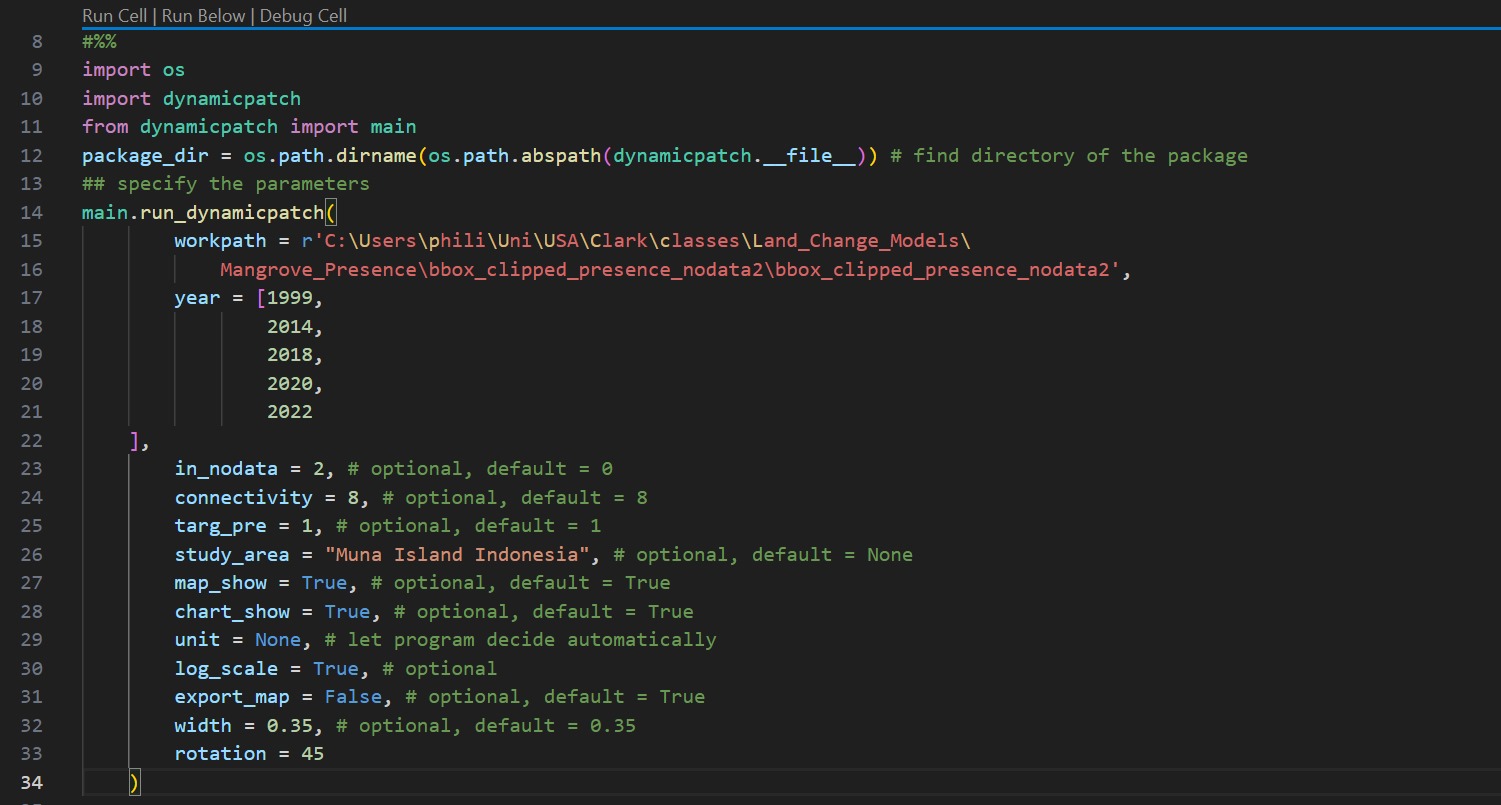 Run Cell | Run Below | Debug Cell
8 #%%
9 import os
10 import dynamicpatch
11 from dynamicpatch import main
12 package_dir = os.path.dirname(os.path.abspath(dynamicpatch.__file__)) # find directory of the package
13 ## specify the parameters
14 main.run_dynamicpatch(
15 workpath = r'C:\Users\phili\Uni\USA\Clark\classes\Land_Change_Models\
16 Mangrove_Presence\bbox_clipped_presence_nodata2\bbox_clipped_presence_nodata2',
17 year = [1999,
18 2014,
19 2018,
20 2020,
21 2022
22 ],
23 in_nodata = 2, # optional, default = 0
24 connectivity = 8, # optional, default = 8
25 targ_pre = 1, # optional, default = 1
26 study_area = "Muna Island Indonesia", # optional, default = None
27 map_show = True, # optional, default = True
28 chart_show = True, # optional, default = True
29 unit = None, # let program decide automatically
30 log_scale = True, # optional
31 export_map = False, # optional, default = True
32 width = 0.35, # optional, default = 0.35
33 rotation = 45
34 )